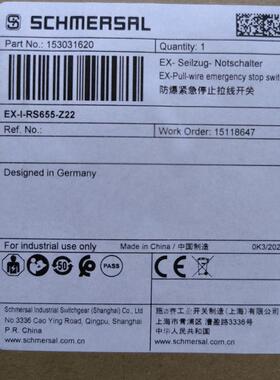 SCHMERSAL
Part No.: 153031620
Quantity: 1
EX- Seilzug- Notschalter
EX-Pull-wire emergency stop swit
防爆紧急停止拉线开关
EX-I-RS655-Z22
Ref No.:
Work Order: 15118647
Designed in Germany
For industrial use only
Made in China / 中国制造
0K3/202
50
PASS
Schmersal Industrial Switchgear (Shanghai) Co., Ltd
No 3336 Cao Ying Road, Qingpu, Shanghai
P.R. China
www.schmersal.com.cn
工业开关制造(上海)有限公司
上海市青浦区漕盈路3336号
中华人民共和国
www.schmersal.com.cn